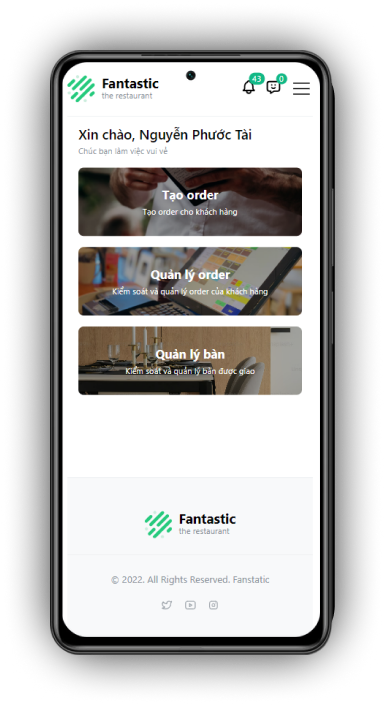 Fantastic
the restaurant
43
0
Xin chào, Nguyễn Phước Tài
Chúc bạn làm việc vui vẻ
Tạo order
Tạo order cho khách hàng
Quản lý order
Kiểm soát và quản lý order của khách hàng
Quản lý bàn
Kiểm soát và quản lý bàn được giao
Fantastic
the restaurant
© 2022. All Rights Reserved. Fanstatic